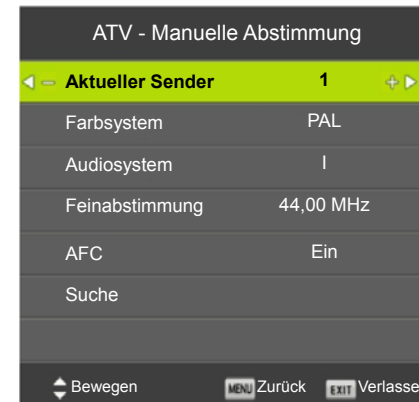 ATV - Manuelle Abstimmung
Aktueller Sender 1
Farbsystem PAL
Audiosystem I
Feinabstimmung 44,00 MHz
AFC Ein
Suche
Bewegen MENU Zurück EXIT Verlasse